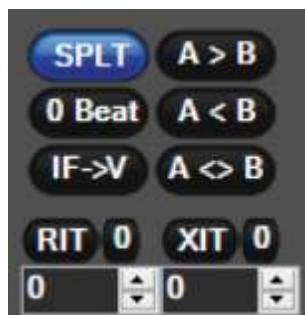 SPLT A > B
0 Beat A < B
IF->V A <> B
RIT 0 XIT 0
0 0